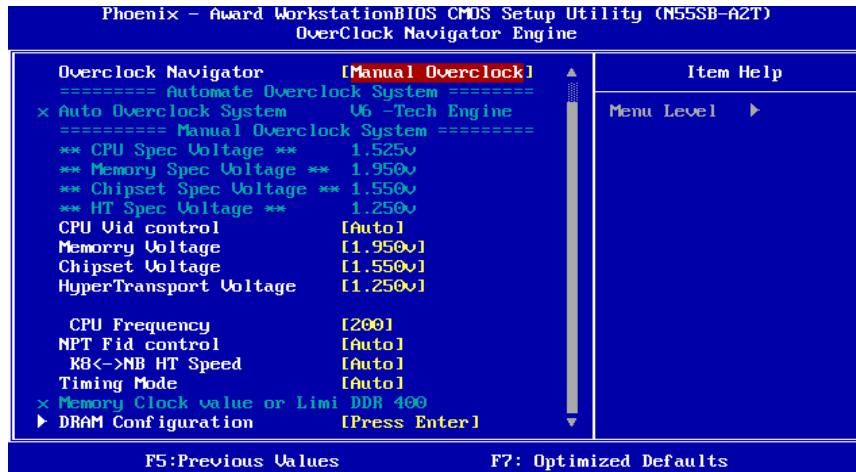 Phoenix - Award WorkstationBIOS CMOS Setup Utility (N55SB-A2T)
OverClock Navigator Engine
Overclock Navigator [Manual Overclock]
========= Automate Overclock System =======
x Auto Overclock System V6 -Tech Engine
========== Manual Overclock System =========
** CPU Spec Voltage ** 1.525v
** Memory Spec Voltage ** 1.950v
** Chipset Spec Voltage ** 1.550v
** HT Spec Voltage ** 1.250v
CPU Vid control [Auto]
Memorry Voltage [1.950v]
Chipset Voltage [1.550v]
HyperTransport Voltage [1.250v]
CPU Frequency [200]
NPT Fid control [Auto]
K8<->NB HT Speed [Auto]
Timing Mode [Auto]
x Memory Clock value or Limi DDR 400
DRAM Configuration [Press Enter]
Item Help
Menu Level
F5:Previous Values F7: Optimized Defaults